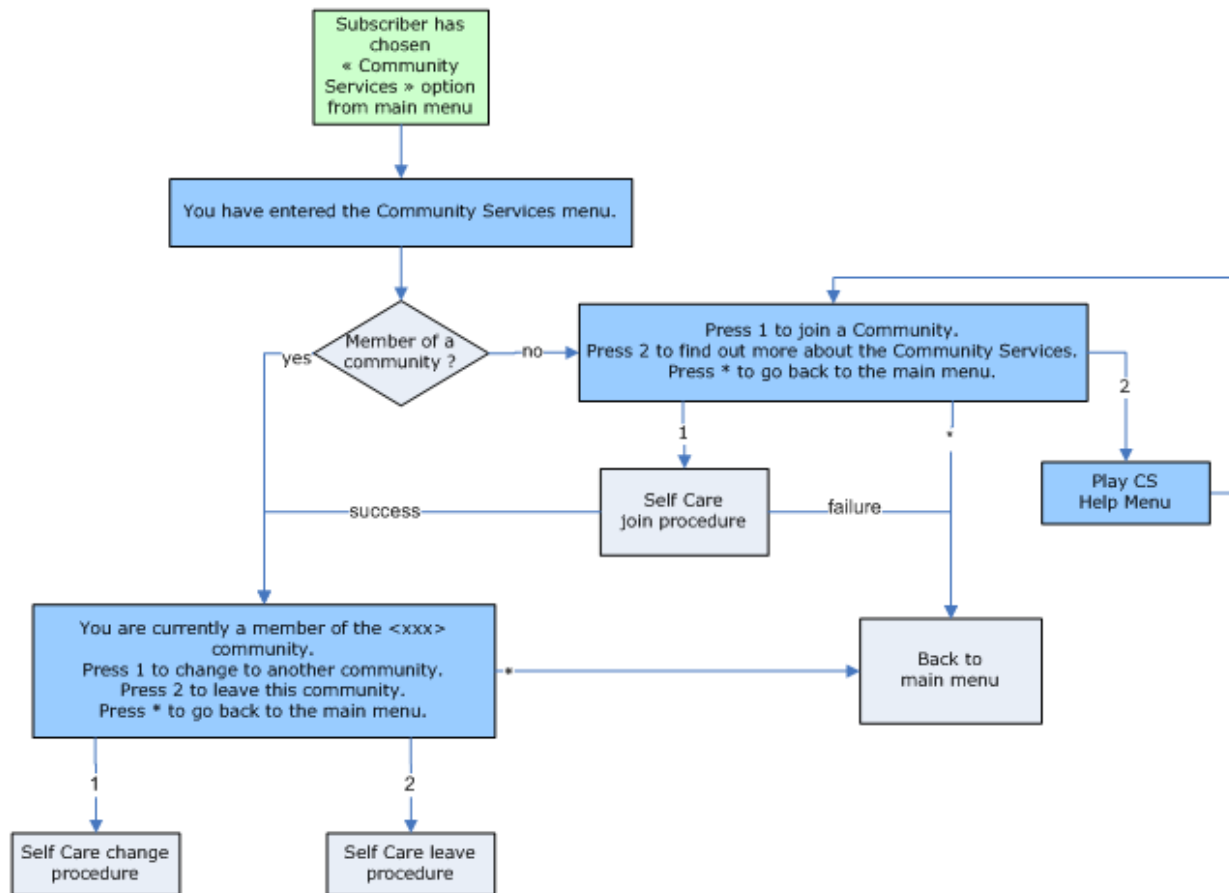 Subscriber has
chosen
« Community
Services » option
from main menu
You have entered the Community Services menu.
Member of a
community ?
yes
no
Press 1 to join a Community.
Press 2 to find out more about the Community Services.
Press * to go back to the main menu.
1
*
2
Play CS
Help Menu
Self Care
join procedure
success
failure
You are currently a member of the <xxx>
community.
Press 1 to change to another community.
Press 2 to leave this community.
Press * to go back to the main menu.
*
Back to
main menu
1
2
Self Care change
procedure
Self Care leave
procedure